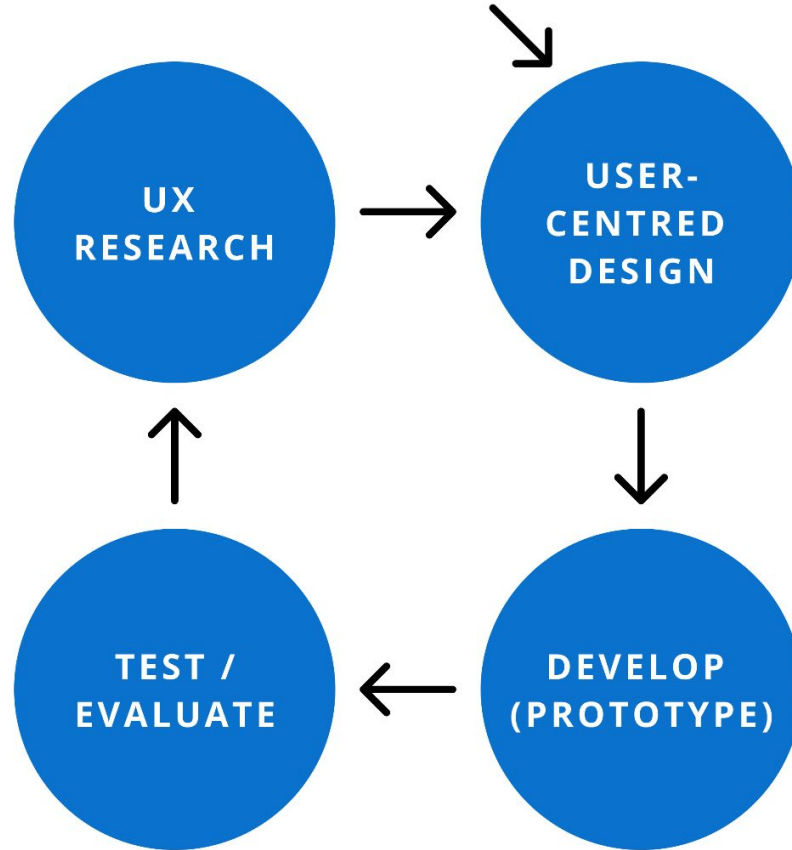 UX
RESEARCH
USER-
CENTRED
DESIGN
TEST /
EVALUATE
DEVELOP
(PROTOTYPE)